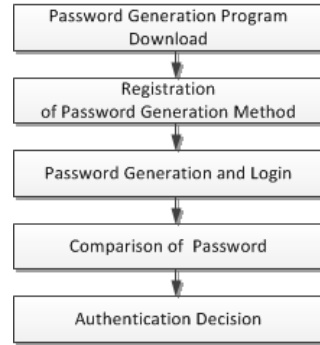 Password Generation Program
Download
Registration
of Password Generation Method
Password Generation and Login
Comparison of Password
Authentication Decision